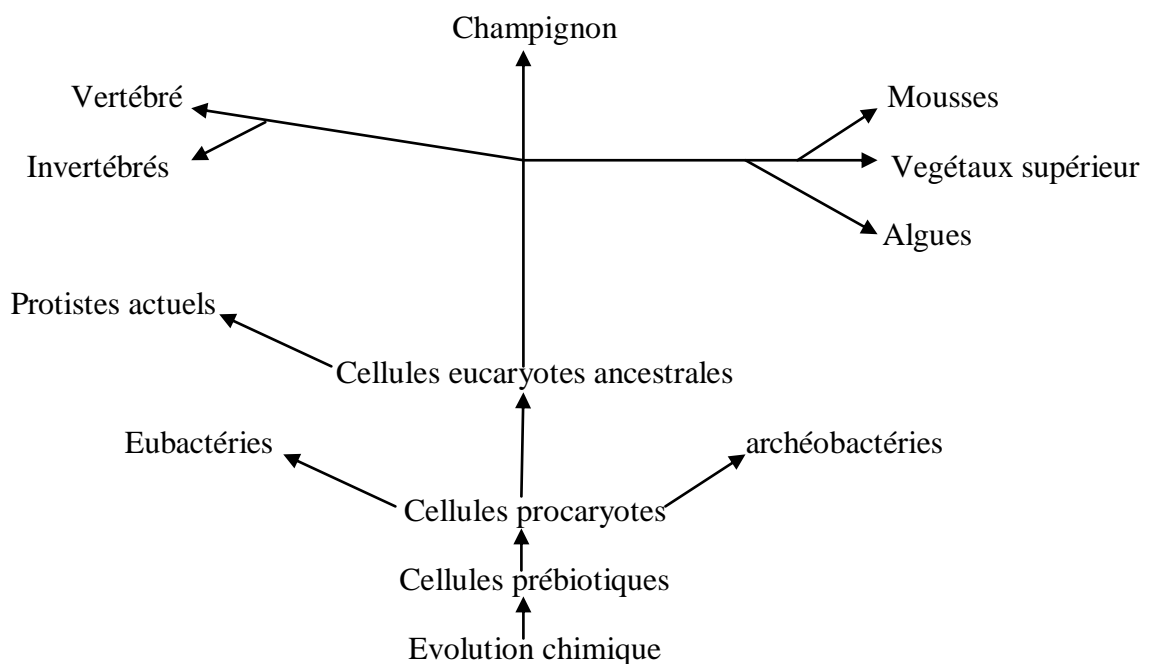 Champignon
Vertébré
Mousses
Invertébrés
Vegétaux supérieur
Algues
Protistes actuels
Cellules eucaryotes ancestrales
Eubactéries
archéobactéries
Cellules procaryotes
Cellules prébiotiques
Evolution chimique